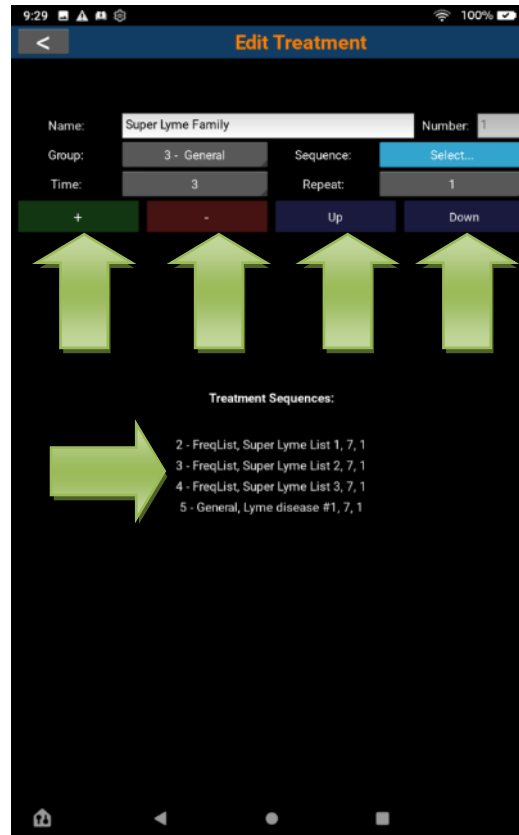 9:29 100%
< Edit Treatment
Name: Super Lyme Family Number: 1
Group: 3 - General Sequence: Select...
Time: 3 Repeat: 1
+ - Up Down
Treatment Sequences:
2 - FreqList, Super Lyme List 1, 7, 1
3 - FreqList, Super Lyme List 2, 7, 1
4 - FreqList, Super Lyme List 3, 7, 1
5 - General, Lyme disease #1, 7, 1